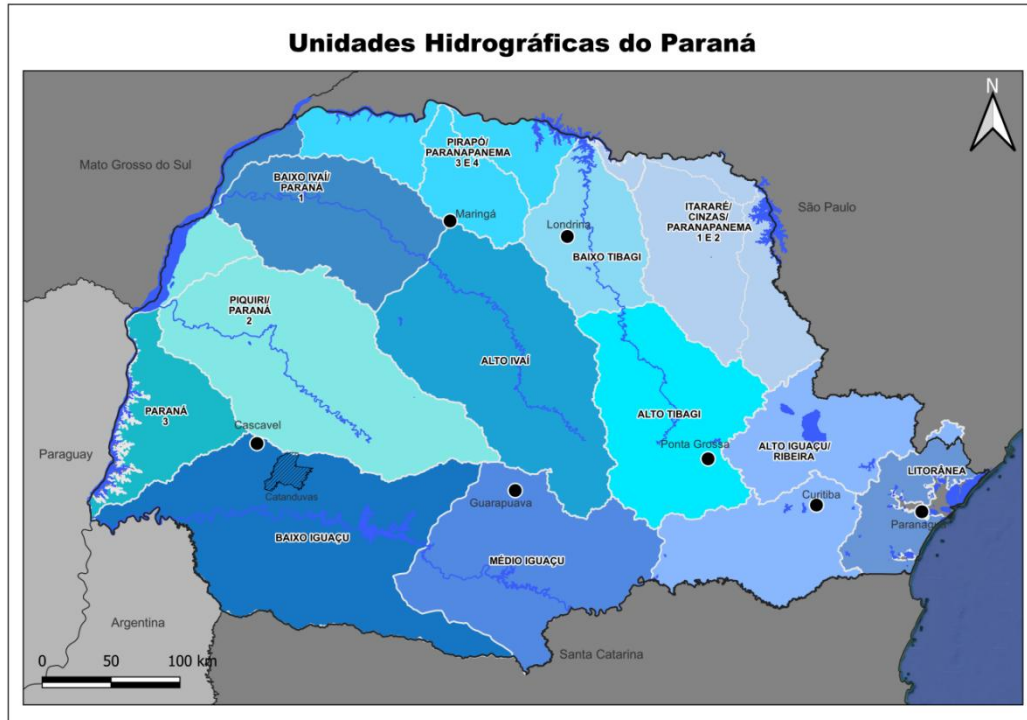 Unidades Hidrográficas do Paraná
N
Mato Grosso do Sul
PIRAPÓ/
PARANAPANEMA
3 E 4
BAIXO IVAÍ/
PARANÁ
1
Maringá
Londrina
BAIXO TIBAGI
ITARARÉ/
CINZAS/
PARANAPANEMA
1 E 2
São Paulo
PIQUIRI/
PARANÁ
2
ALTO IVAÍ
PARANÁ
3
Cascavel
ALTO TIBAGI
Ponta Grossa
ALTO IGUAÇU/
RIBEIRA
LITORÂNEA
Paraguay
Catanduvas
Guarapuava
Curitiba
Paranaguá
BAIXO IGUAÇU
MÉDIO IGUAÇU
Argentina
Santa Catarina
0 50 100 km